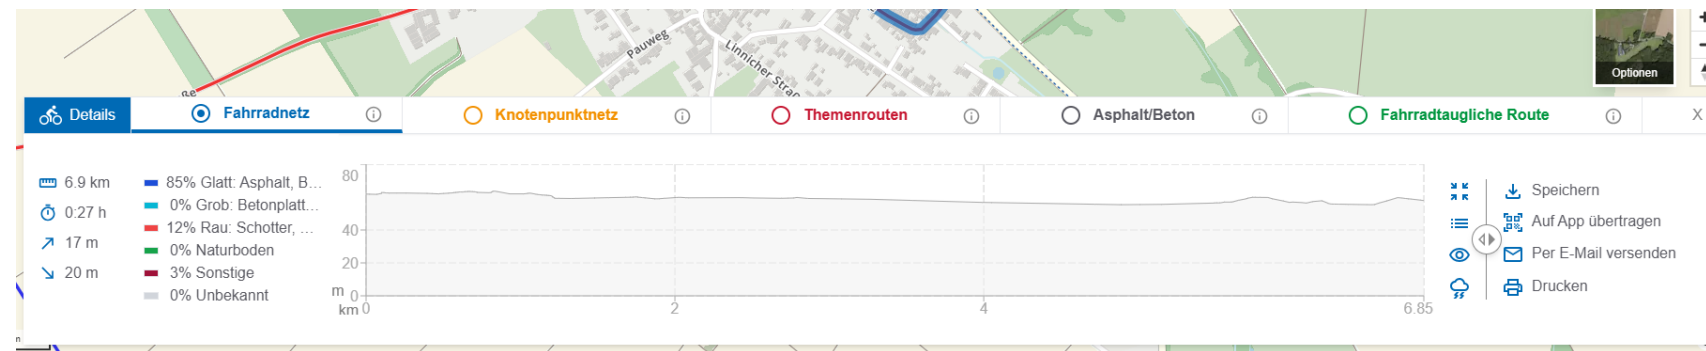 Pauweg
Linnicher Straße
Optionen
Details
Fahrradnetz
Knotenpunktnetz
Themenrouten
Asphalt/Beton
Fahrradtaugliche Route
X
6.9 km
0:27 h
17 m
20 m
85% Glatt: Asphalt, B...
0% Grob: Betonplatt...
12% Rau: Schotter, ...
0% Naturboden
3% Sonstige
0% Unbekannt
80
40
20
m 0
km 0 2 4 6.85
Speichern
Auf App übertragen
Per E-Mail versenden
Drucken